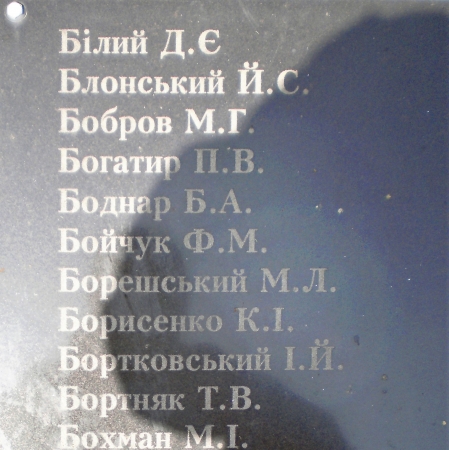 Білий Д.Є
Блонський Й.С.
Бобров М.Г.
Богатир П.В.
Боднар Б.А.
Бойчук Ф.М.
Борешський М.Л.
Борисенко К.І.
Бортковський І.Й.
Бортняк Т.В.
Бохман М.І.